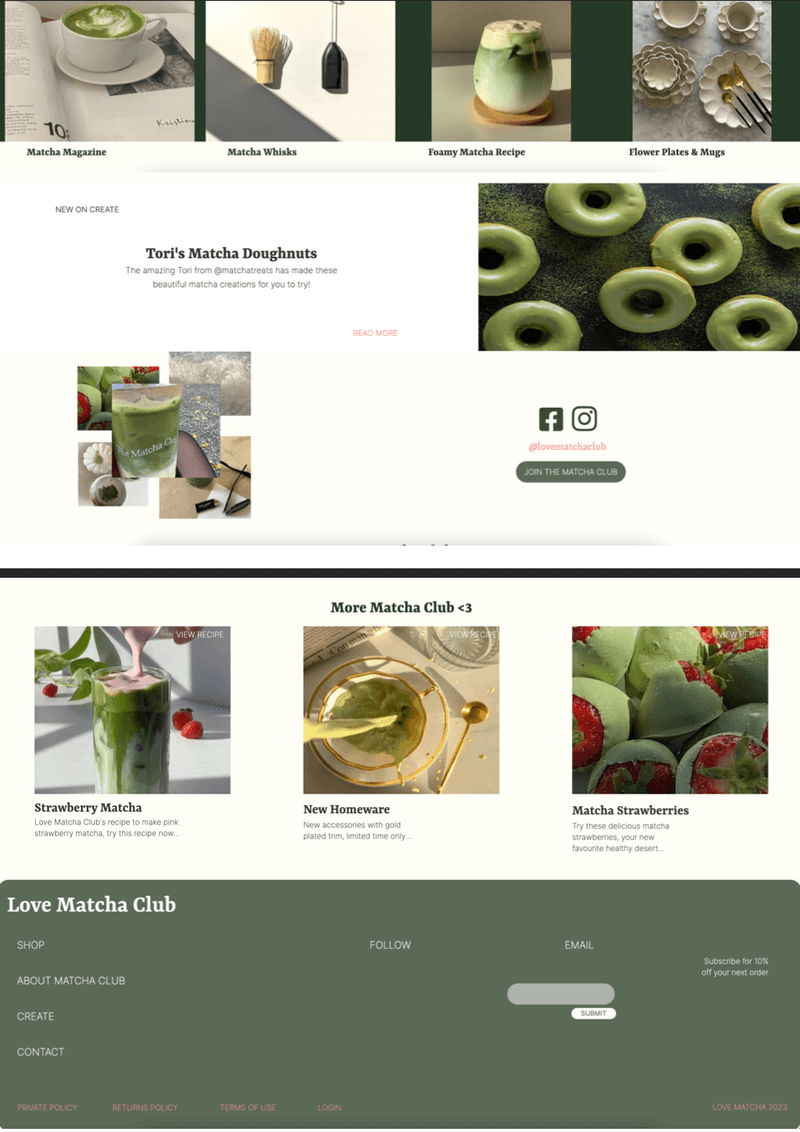 10:
Kristin
Matcha Magazine
Matcha Whisks
Foamy Matcha Recipe
Flower Plates & Mugs
NEW ON CREATE
Tori's Matcha Doughnuts
The amazing Tori from @matchatreats has made these
beautiful matcha creations for you to try!
READ MORE
Matcha Club
@lovematchaclub
JOIN THE MATCHA CLUB
More Matcha Club <3
VIEW RECIPE
VIEW RECIPE
VIEW RECIPE
Strawberry Matcha
Love Matcha Club's recipe to make pink
strawberry matcha, try this recipe now...
New Homeware
New accessories with gold
plated trim, limited time only...
Matcha Strawberries
Try these delicious matcha
strawberries, your new
favourite healthy desert...
Love Matcha Club
SHOP
FOLLOW
EMAIL
Subscribe for 10%
off your next order
ABOUT MATCHA CLUB
CREATE
SUBMIT
CONTACT
PRIVATE POLICY
RETURNS POLICY
TERMS OF USE
LOGIN
LOVE MATCHA 2023